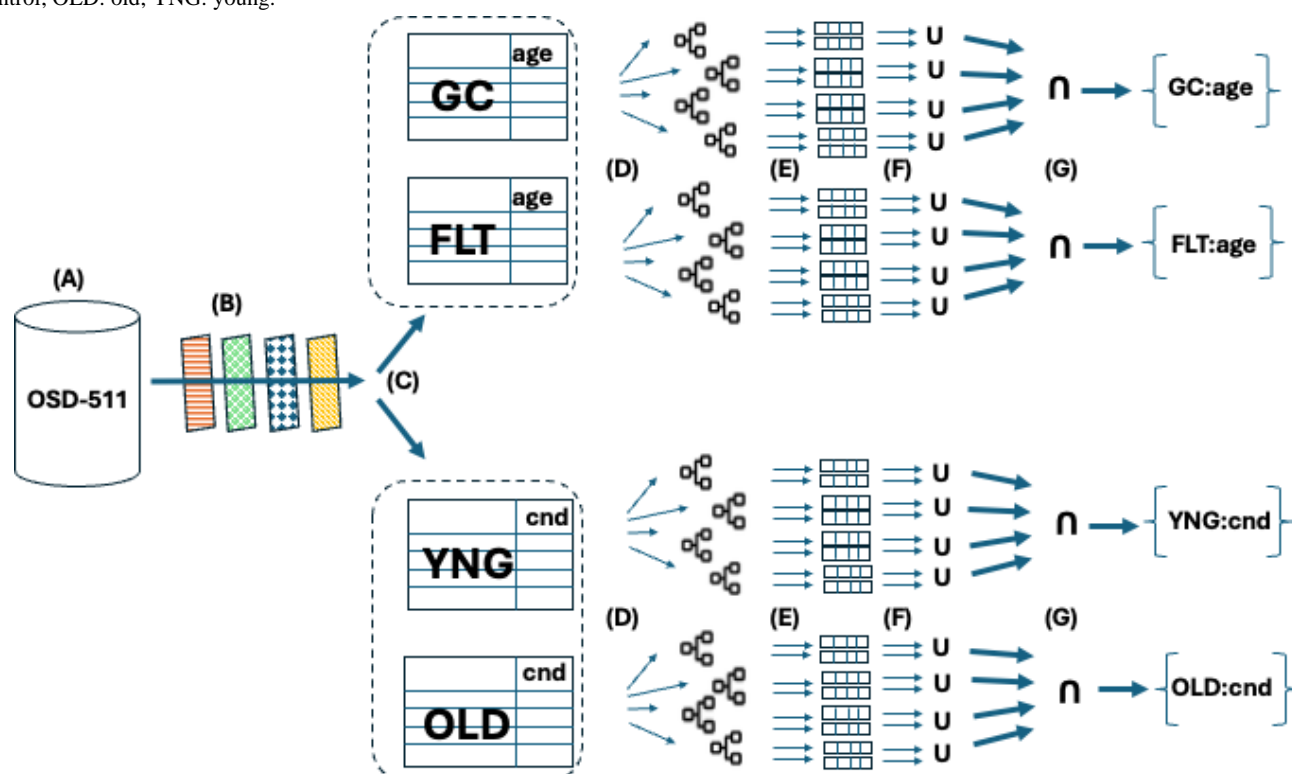 OLD: old; YNG: young.
age
GC
age
FLT
(A)
OSD-511
(B)
(C)
(D) (E) (F) (G)
U
U
U
U
∩
GC:age
U
U
U
U
∩
FLT:age
cnd
YNG
cnd
OLD
(D) (E) (F) (G)
U
U
U
U
∩
YNG:cnd
U
U
U
U
∩
OLD:cnd